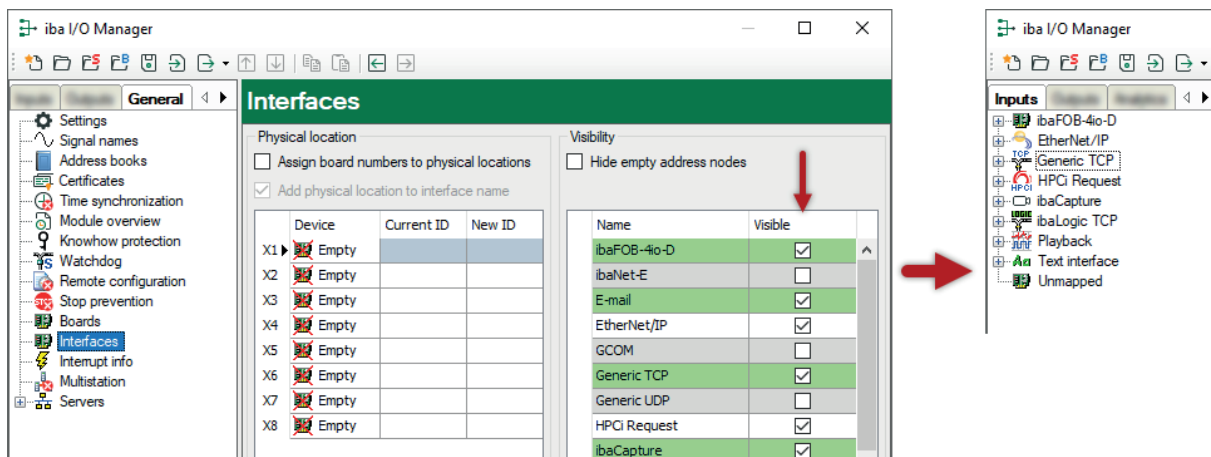 iba I/O Manager
General
Settings
Signal names
Address books
Certificates
Time synchronization
Module overview
Knowhow protection
Watchdog
Remote configuration
Stop prevention
Boards
Interfaces
Interrupt info
Multistation
Servers
Interfaces
Physical location
Assign board numbers to physical locations
Add physical location to interface name
Device Current ID New ID
X1 Empty
X2 Empty
X3 Empty
X4 Empty
X5 Empty
X6 Empty
X7 Empty
X8 Empty
Visibility
Hide empty address nodes
Name Visible
ibaFOB-4io-D
ibaNet-E
E-mail
EtherNet/IP
GCOM
Generic TCP
Generic UDP
HPCi Request
ibaCapture
iba I/O Manager
Inputs
ibaFOB-4io-D
EtherNet/IP
TCP Generic TCP
HPCi HPCi Request
ibaCapture
LOGIC ibaLogic TCP
Playback
Aa Text interface
Unmapped